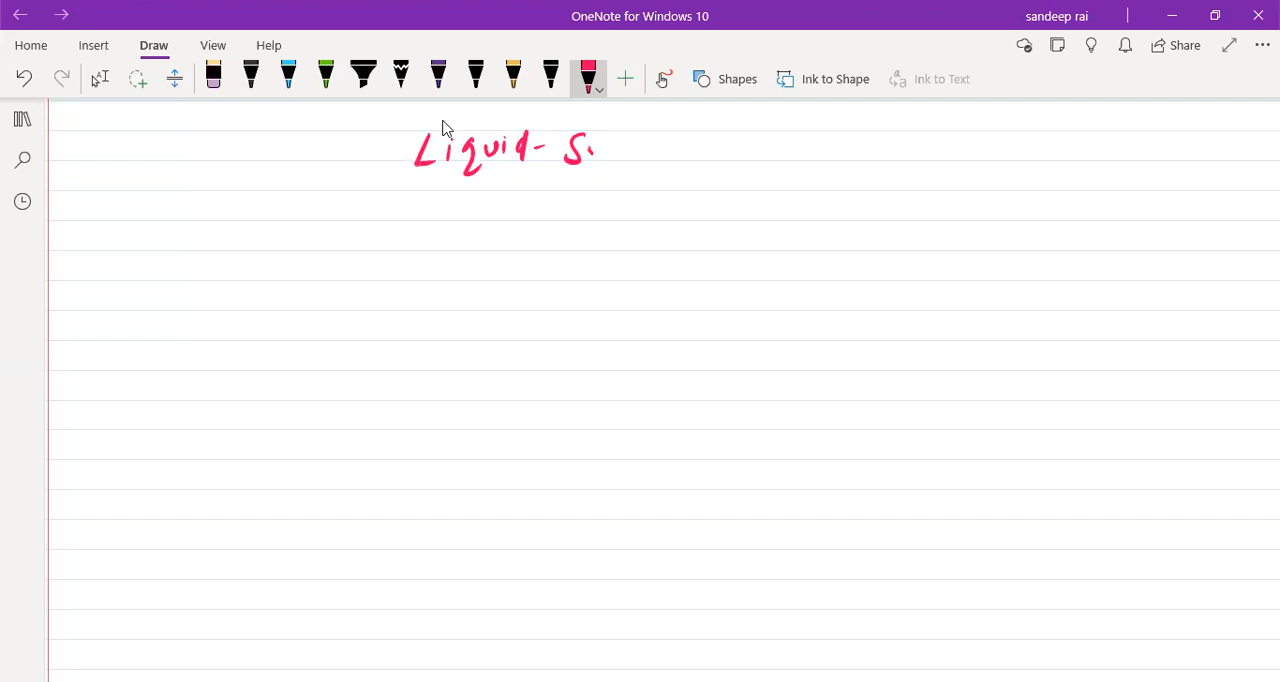 OneNote for Windows 10
sandeep rai
Home Insert Draw View Help
Share
Shapes Ink to Shape Ink to Text
Liquid- S